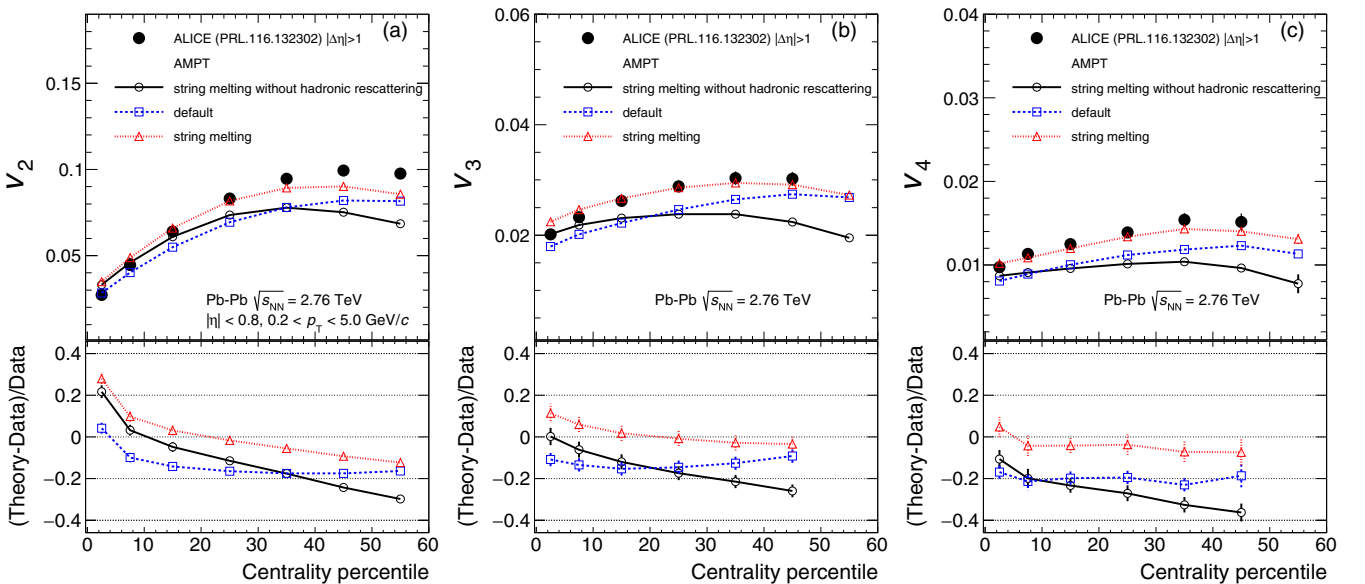 (a)
ALICE (PRL.116.132302) |Δη|>1
AMPT
string melting without hadronic rescattering
default
string melting
v2
0.15
0.1
0.05
Pb-Pb √sNN = 2.76 TeV
|η| < 0.8, 0.2 < pT < 5.0 GeV/c
(Theory-Data)/Data
0.4
0.2
0
−0.2
−0.4
0 10 20 30 40 50 60
Centrality percentile
(b)
ALICE (PRL.116.132302) |Δη|>1
AMPT
string melting without hadronic rescattering
default
string melting
v3
0.06
0.04
0.02
Pb-Pb √sNN = 2.76 TeV
(Theory-Data)/Data
0.4
0.2
0
−0.2
−0.4
0 10 20 30 40 50 60
Centrality percentile
(c)
ALICE (PRL.116.132302) |Δη|>1
AMPT
string melting without hadronic rescattering
default
string melting
v4
0.04
0.03
0.02
0.01
Pb-Pb √sNN = 2.76 TeV
(Theory-Data)/Data
0.4
0.2
0
−0.2
−0.4
0 10 20 30 40 50 60
Centrality percentile